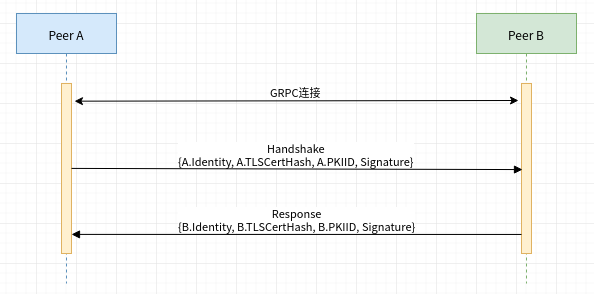 Peer A
Peer B
GRPC连接
Handshake
{A.Identity, A.TLSCertHash, A.PKIID, Signature}
Response
{B.Identity, B.TLSCertHash, B.PKIID, Signature}